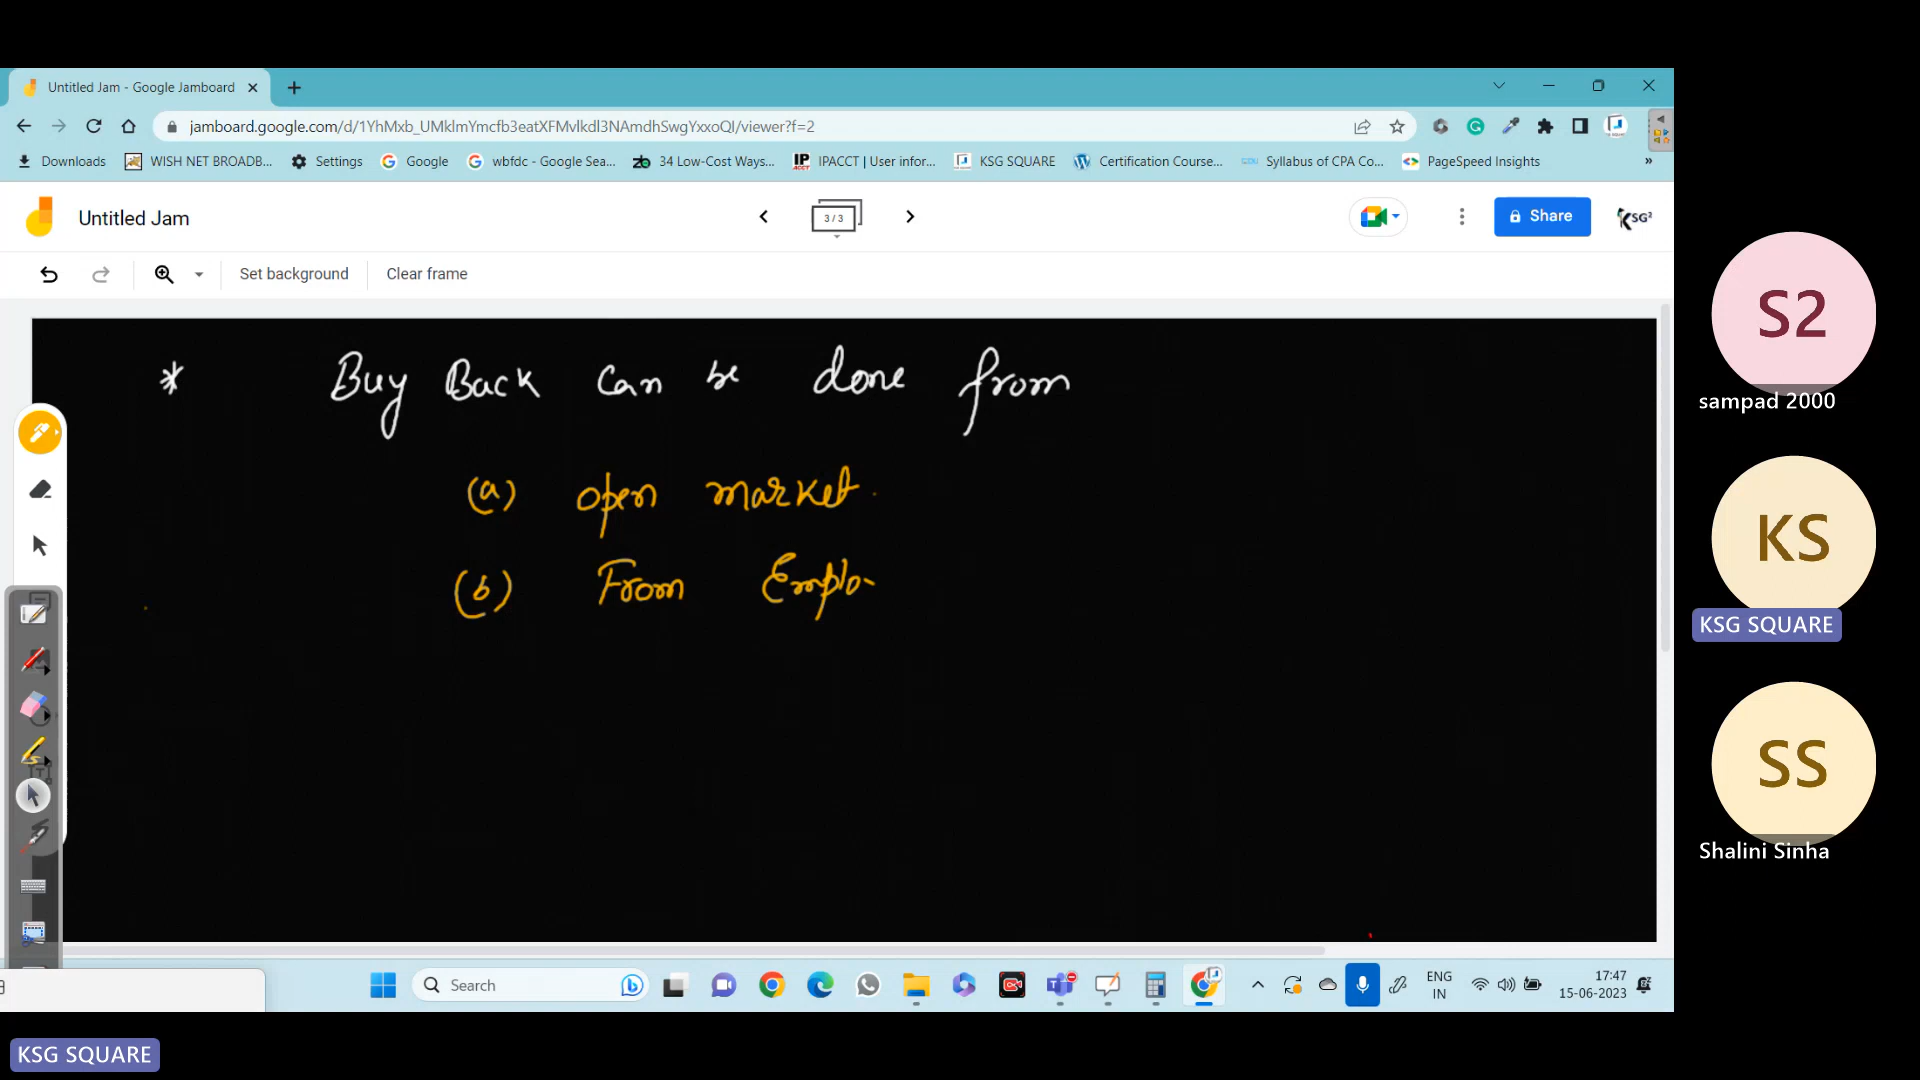 Untitled Jam - Google Jamboard
jamboard.google.com/d/1YhMxb_UMklmYmcfb3eatXFMvlkdl3NAmdhSwgYxxoQI/viewer?f=2
Downloads WISH NET BROADB... Settings Google wbfdc - Google Sea... 34 Low-Cost Ways... IPACCT | User infor... KSG SQUARE Certification Course... Syllabus of CPA Co... PageSpeed Insights »
Untitled Jam 3 / 3 Share KSG²
Set background Clear frame
* Buy Back Can be done from
(a) open market.
(b) From Emplo
S2
sampad 2000
KS
KSG SQUARE
SS
Shalini Sinha
Search ENG IN 17:47 15-06-2023
KSG SQUARE